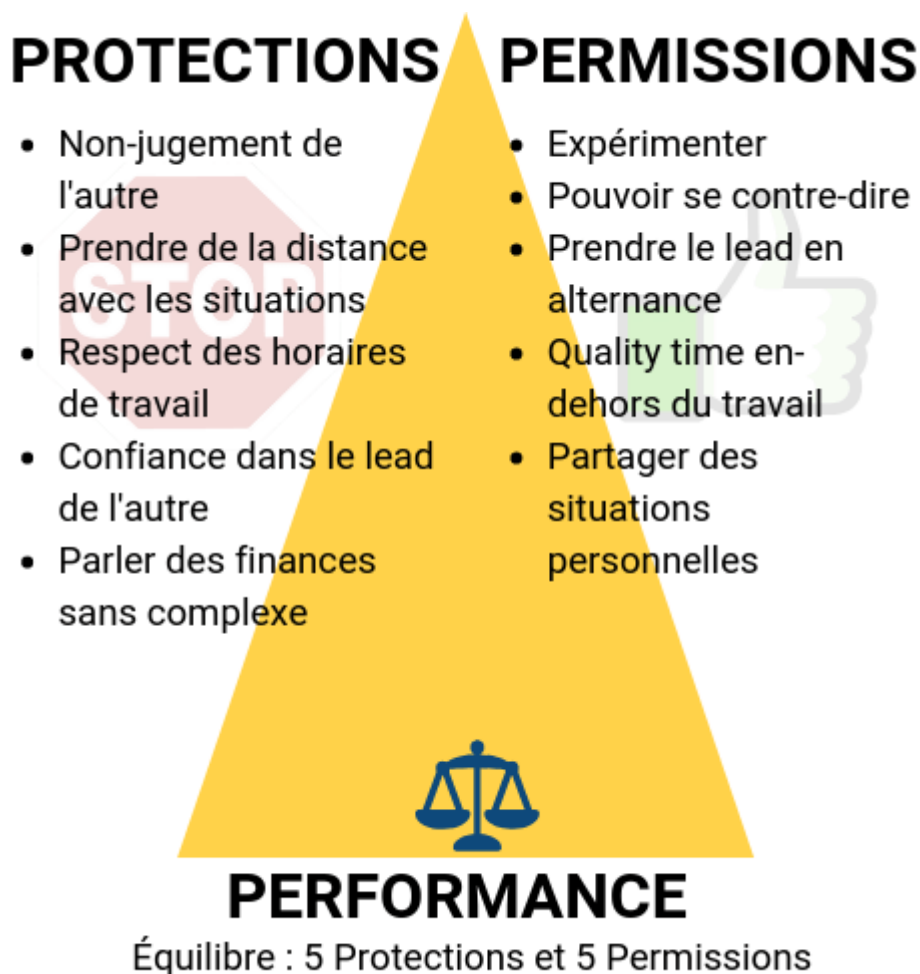 PROTECTIONS
• Non-jugement de
l'autre
• Prendre de la distance
avec les situations
• Respect des horaires
de travail
• Confiance dans le lead
de l'autre
• Parler des finances
sans complexe
STOP
PERMISSIONS
• Expérimenter
• Pouvoir se contre-dire
• Prendre le lead en
alternance
• Quality time en-
dehors du travail
• Partager des
situations
personnelles
PERFORMANCE
Équilibre : 5 Protections et 5 Permissions